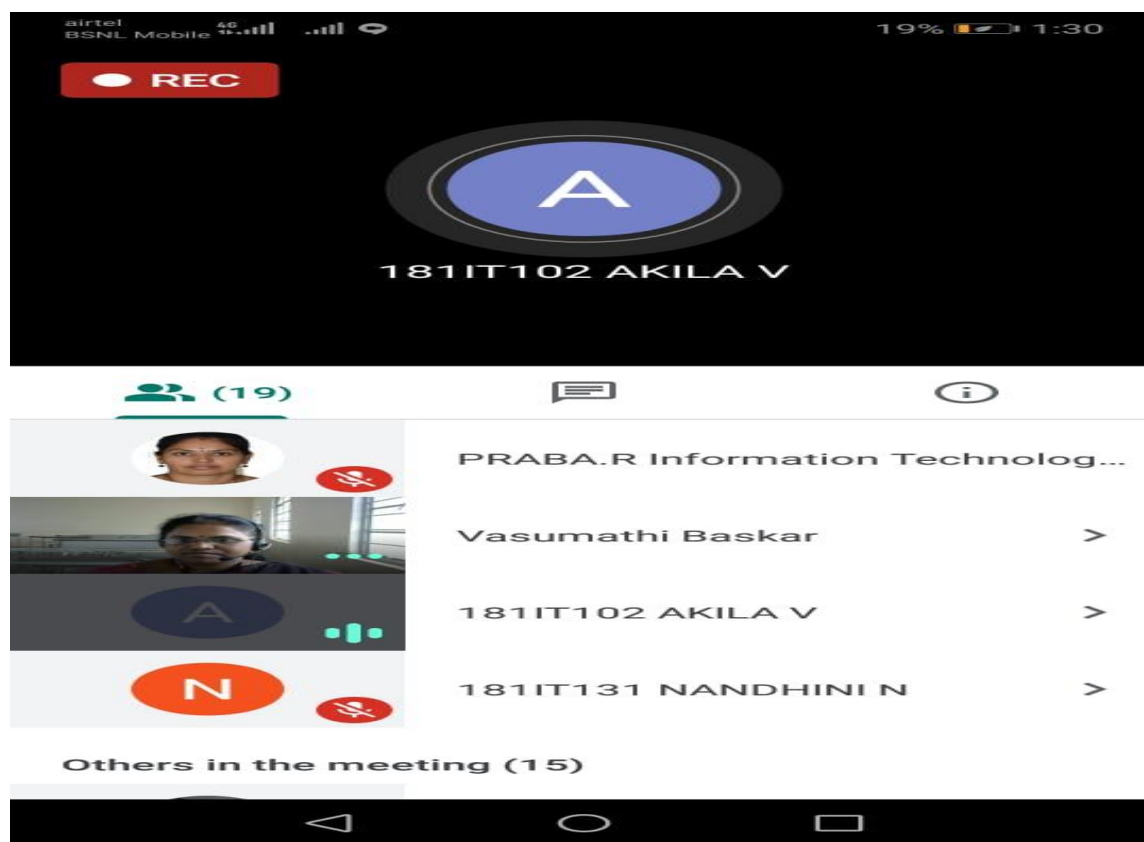 airtel
BSNL Mobile 4G 19% 1:30
REC
A
181IT102 AKILA V
(19)
PRABA.R Information Technolog...
Vasumathi Baskar
A
181IT102 AKILA V
N
181IT131 NANDHINI N
Others in the meeting (15)